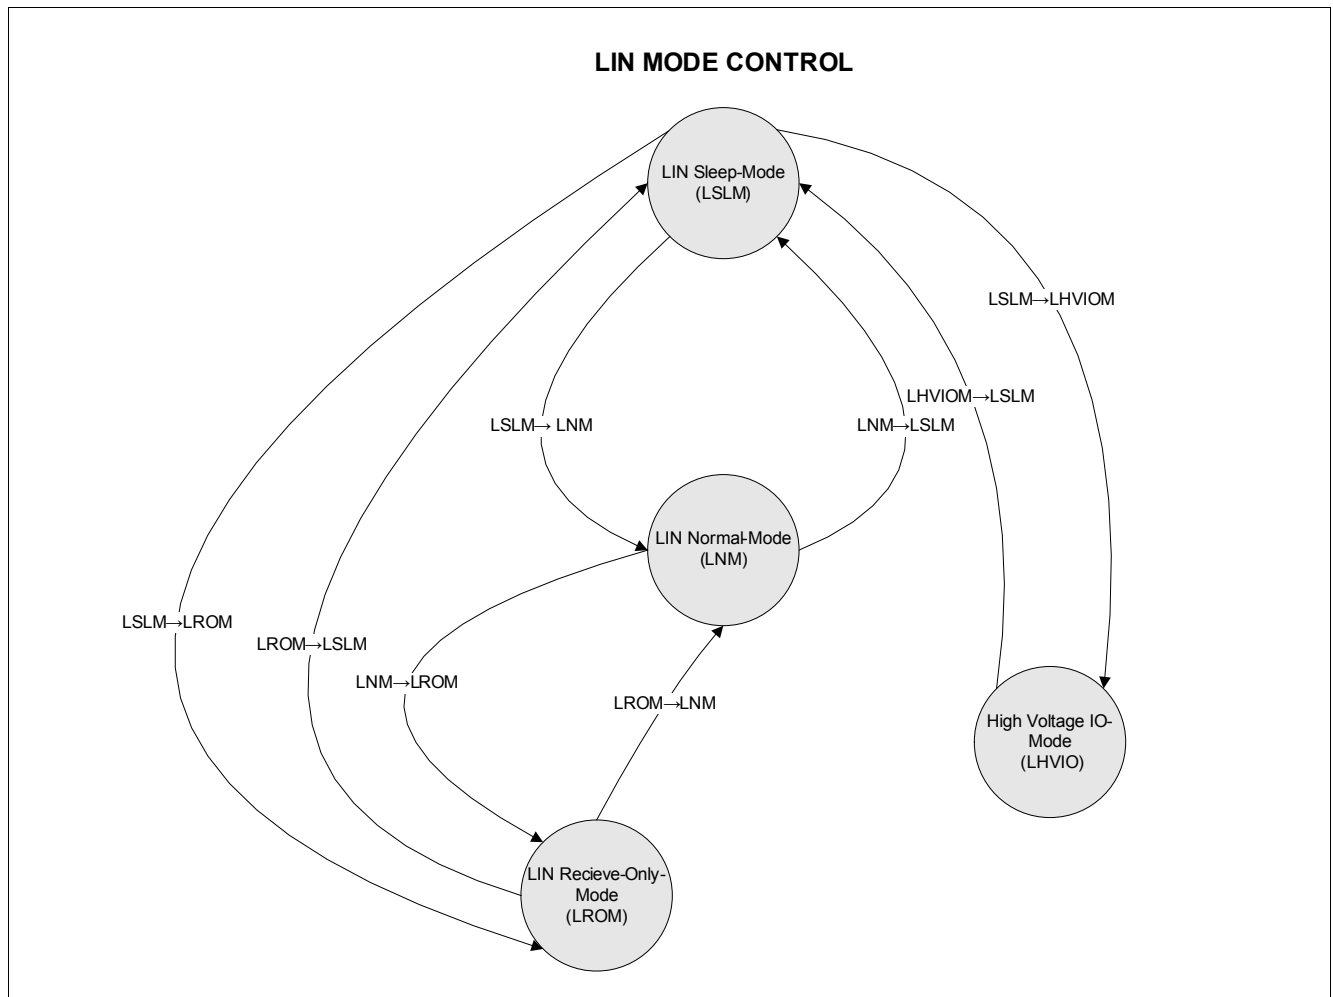 LIN MODE CONTROL
LIN Sleep-Mode
(LSLM)
LSLM→LHVIOM
LHVIOM→LSLM
LSLM→ LNM
LNM→LSLM
LIN Normal-Mode
(LNM)
LSLM→LROM
LROM→LSLM
LNM→LROM
LROM→LNM
High Voltage IO-
Mode
(LHVIO)
LIN Recieve-Only-
Mode
(LROM)